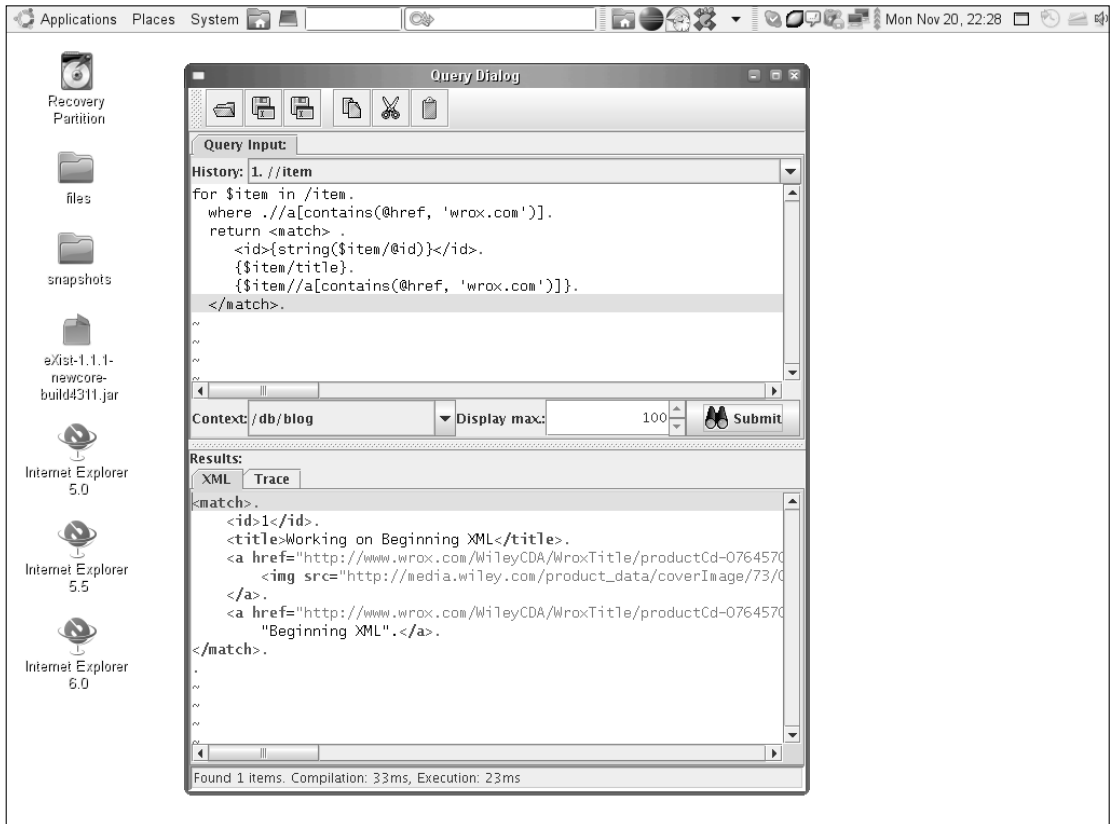 Applications Places System
Mon Nov 20, 22:28
Recovery
Partition
files
snapshots
eXist-1.1.1-
newcore-
build4311.jar
Internet Explorer
5.0
Internet Explorer
5.5
Internet Explorer
6.0
Query Dialog
Query Input:
History: 1. //item
for $item in /item.
where .//a[contains(@href, 'wrox.com')].
return <match> .
<id>{string($item/@id)}</id>.
{$item/title}.
{$item//a[contains(@href, 'wrox.com')]}.
</match>.
~
~
~
~
Context: /db/blog Display max.: 100 Submit
Results:
XML Trace
<match>.
<id>1</id>.
<title>Working on Beginning XML</title>.
<a href="http://www.wrox.com/WileyCDA/WroxTitle/productCd-076457
<img src="http://media.wiley.com/product_data/coverImage/73/
</a>.
<a href="http://www.wrox.com/WileyCDA/WroxTitle/productCd-076457
"Beginning XML".</a>.
</match>.
.
~
~
~
~
Found 1 items. Compilation: 33ms, Execution: 23ms